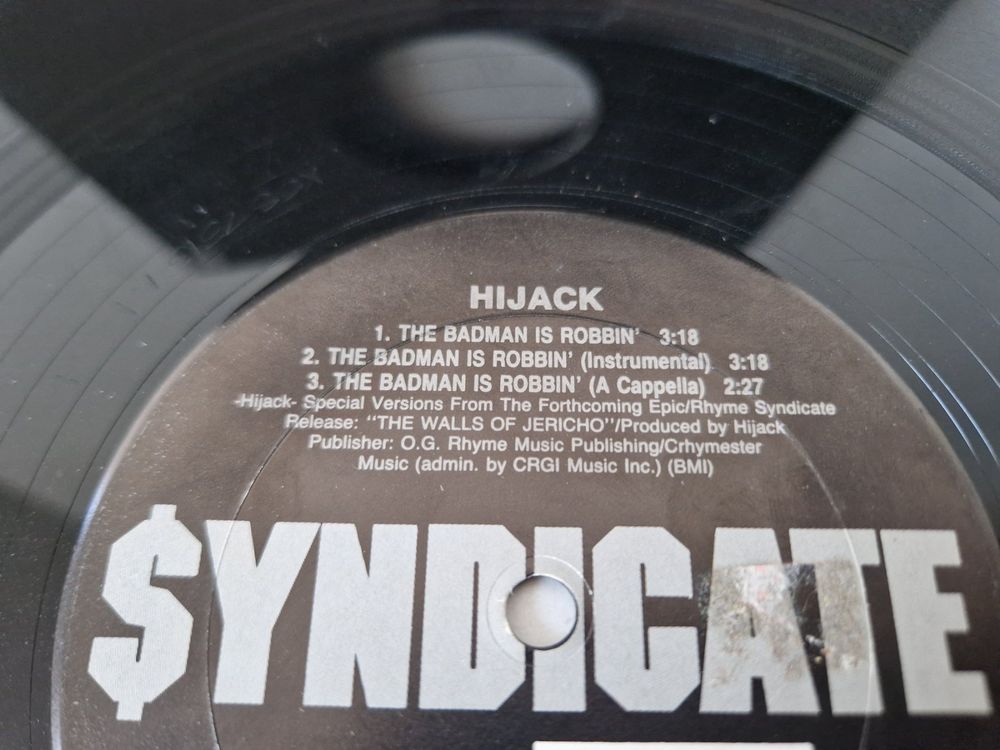 HIJACK
1. THE BADMAN IS ROBBIN' 3:18
2. THE BADMAN IS ROBBIN' (Instrumental) 3:18
3. THE BADMAN IS ROBBIN' (A Cappella) 2:27
-Hijack- Special Versions From The Forthcoming Epic/Rhyme Syndicate
Release: "THE WALLS OF JERICHO"/Produced by Hijack
Publisher: O.G. Rhyme Music Publishing/Crhymester
Music (admin. by CRGI Music Inc.) (BMI)
$YNDICATE